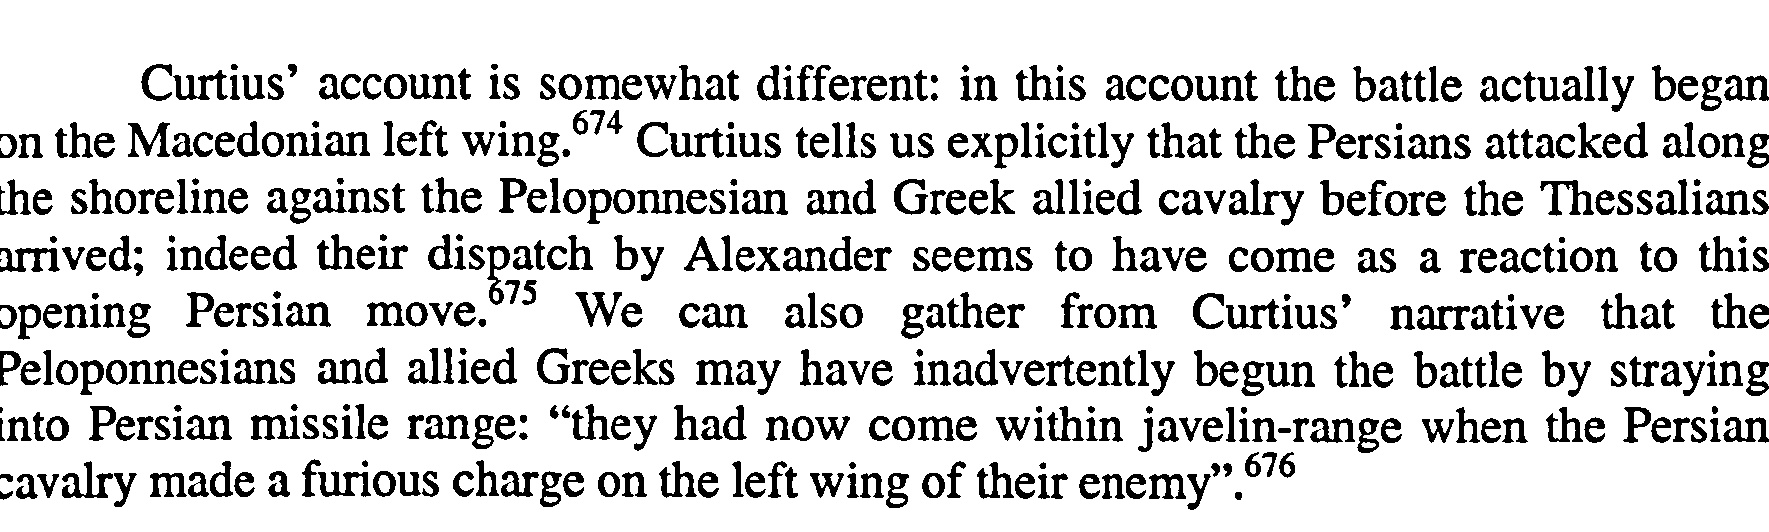 Curtius’ account is somewhat different: in this account the battle actually began
on the Macedonian left wing.674 Curtius tells us explicitly that the Persians attacked along
the shoreline against the Peloponnesian and Greek allied cavalry before the Thessalians
arrived; indeed their dispatch by Alexander seems to have come as a reaction to this
opening Persian move.675 We can also gather from Curtius’ narrative that the
Peloponnesians and allied Greeks may have inadvertently begun the battle by straying
into Persian missile range: “they had now come within javelin-range when the Persian
cavalry made a furious charge on the left wing of their enemy”.676